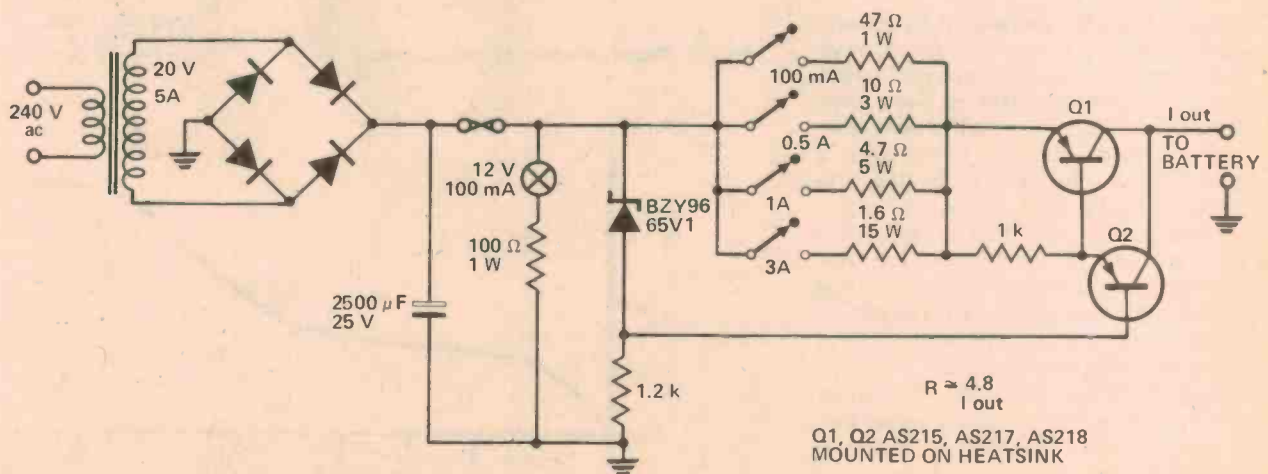 240 V
ac
20 V
5A
2500 μF
25 V
12 V
100 mA
100 Ω
1 W
BZY96
65V1
1.2 k
47 Ω
1 W
100 mA
10 Ω
3 W
0.5 A
4.7 Ω
5 W
1A
1.6 Ω
15 W
3A
1 k
Q1
Q2
I out
TO
BATTERY
R ≃ 4.8
I out
Q1, Q2 AS215, AS217, AS218
MOUNTED ON HEATSINK